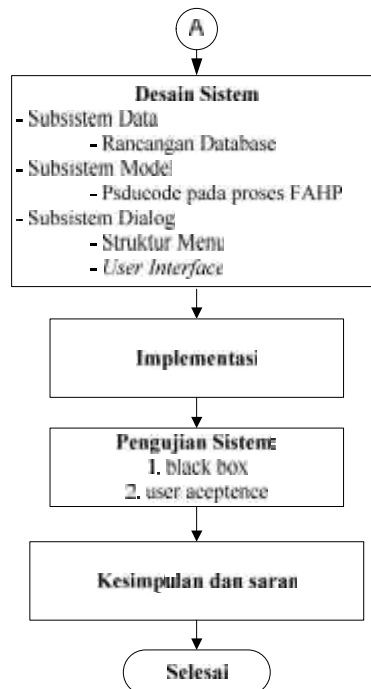 A
Desain Sistem
- Subsistem Data
- Rancangan Database
- Subsistem Model
- Psducode pada proses FAHP
- Subsistem Dialog
- Struktur Menu
- User Interface
Implementasi
Pengujian Sistem:
1. black box
2. user aceptence
Kesimpulan dan saran
Selesai